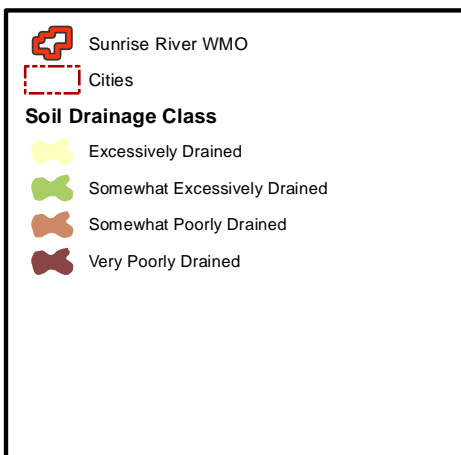 Sunrise River WMO
Cities
Soil Drainage Class
Excessively Drained
Somewhat Excessively Drained
Somewhat Poorly Drained
Very Poorly Drained